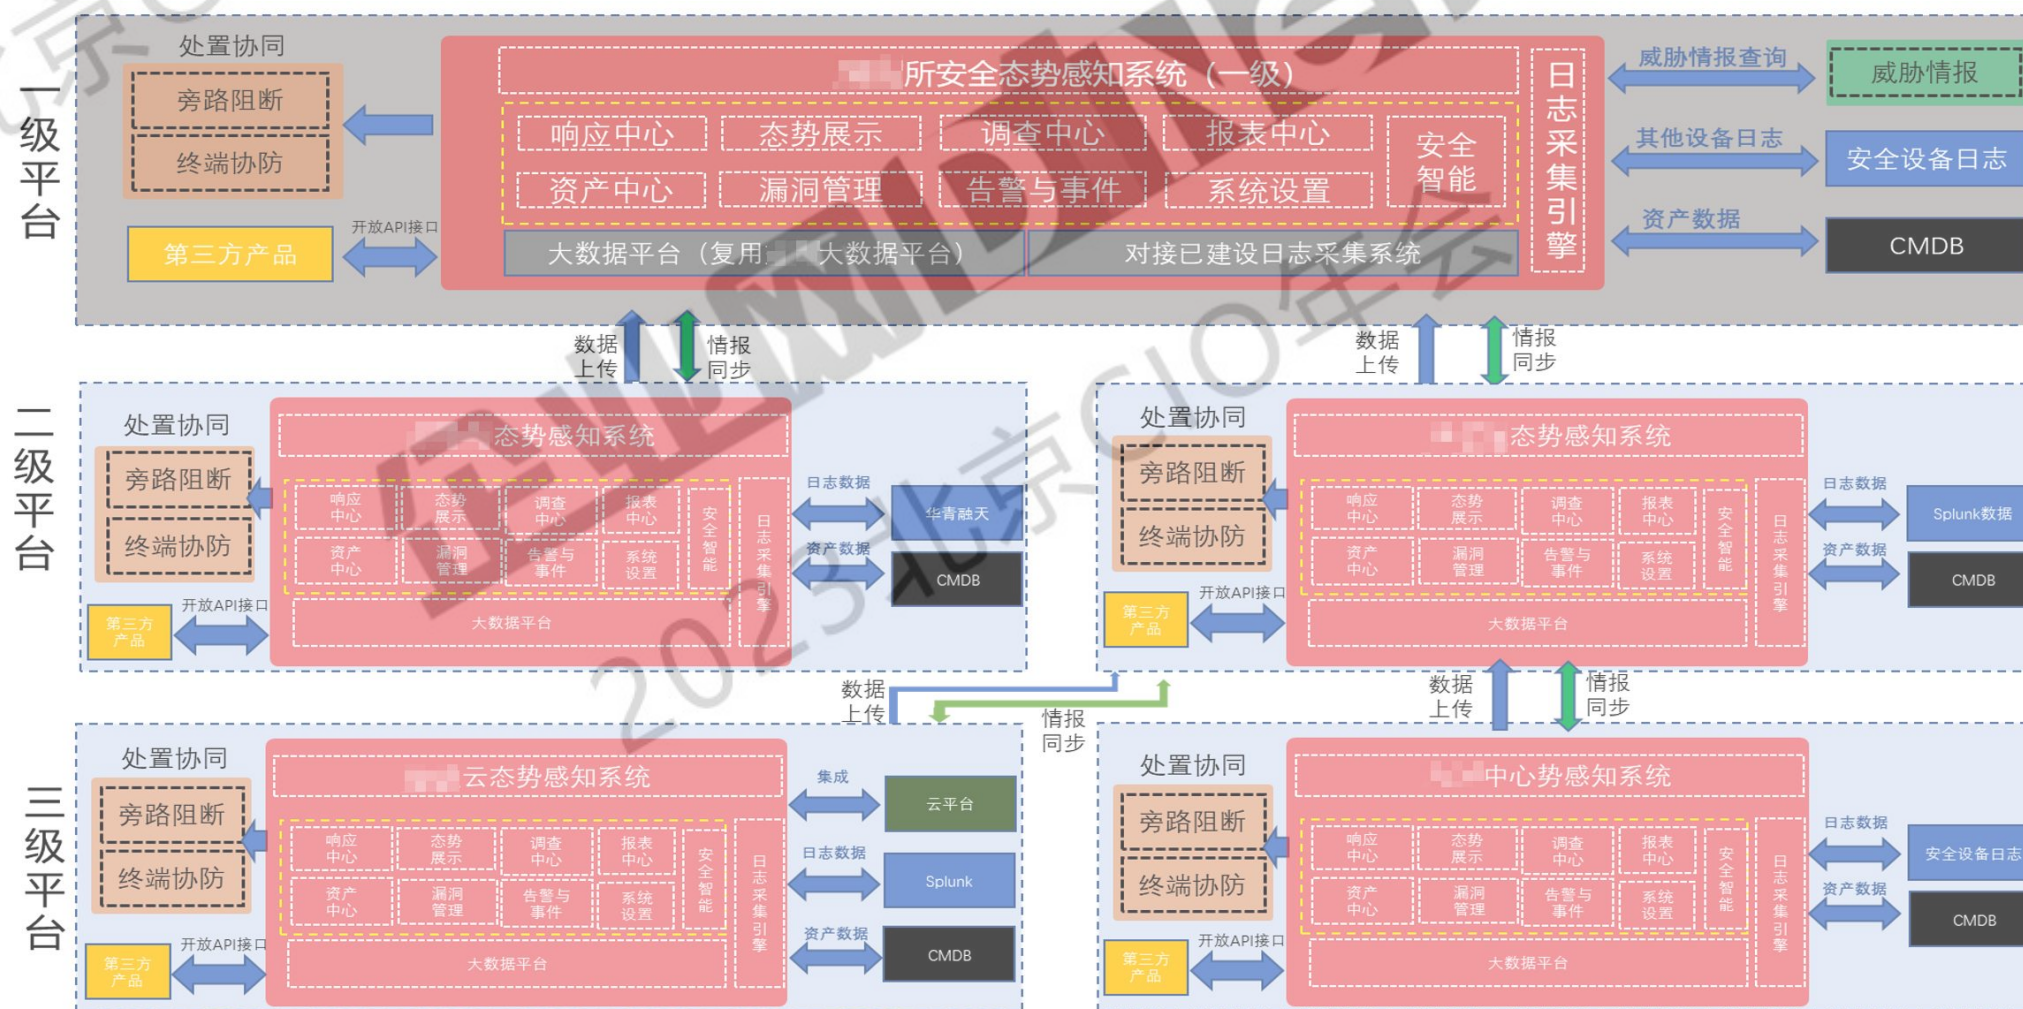 一级平台
处置协同
旁路阻断
终端协防
第三方产品
开放API接口
所安全态势感知系统（一级）
响应中心
态势展示
调查中心
报表中心
资产中心
漏洞管理
告警与事件
系统设置
安全
智能
大数据平台（复用
大数据平台）
对接已建设日志采集系统
日志采集引擎
威胁情报查询
威胁情报
其他设备日志
安全设备日志
资产数据
CMDB
数据
上传
情报
同步
数据
上传
情报
同步
二级平台
处置协同
旁路阻断
终端协防
第三方
产品
开放API接口
态势感知系统
响应
中心
态势
展示
调查
中心
报表
中心
资产
中心
漏洞
管理
告警与
事件
系统
设置
安全智能
日志采集引擎
大数据平台
日志数据
华青融天
资产数据
CMDB
处置协同
旁路阻断
终端协防
第三方
产品
开放API接口
态势感知系统
响应
中心
态势
展示
调查
中心
报表
中心
资产
中心
漏洞
管理
告警与
事件
系统
设置
安全智能
日志采集引擎
大数据平台
日志数据
Splunk数据
资产数据
CMDB
数据
上传
情报
同步
数据
上传
情报
同步
三级平台
处置协同
旁路阻断
终端协防
第三方
产品
开放API接口
云态势感知系统
响应
中心
态势
展示
调查
中心
报表
中心
资产
中心
漏洞
管理
告警与
事件
系统
设置
安全智能
日志采集引擎
大数据平台
集成
云平台
日志数据
Splunk
资产数据
CMDB
处置协同
旁路阻断
终端协防
第三方
产品
开放API接口
中心势感知系统
响应
中心
态势
展示
调查
中心
报表
中心
资产
中心
漏洞
管理
告警与
事件
系统
设置
安全智能
日志采集引擎
大数据平台
日志数据
安全设备日志
资产数据
CMDB
企业网D1Net
2023北京CIO年会